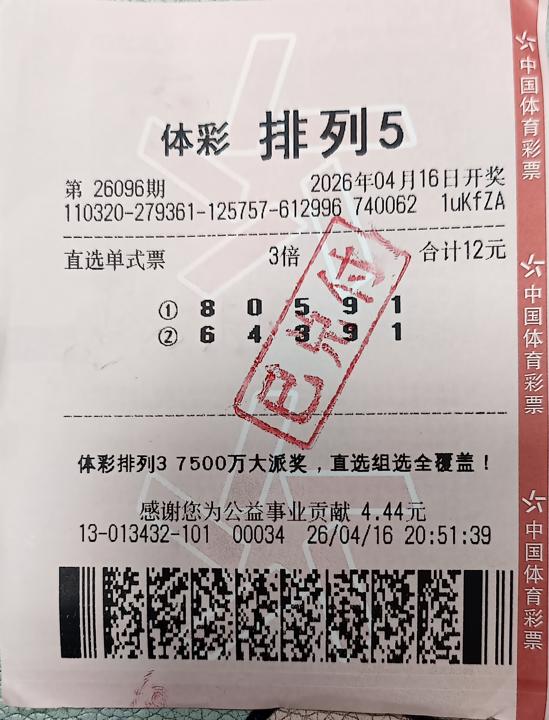 体彩 排列5
第 26096期 2026年04月16日开奖
110320-279361-125757-612996 740062 1uKfZA
直选单式票 3倍 合计12元
① 8 0 5 9 1
② 6 4 3 9 1
已兑付
体彩排列3 7500万大派奖，直选组选全覆盖！
感谢您为公益事业贡献 4.44元
13-013432-101 00034 26/04/16 20:51:39
中国体育彩票
中国体育彩票
中国体育彩票